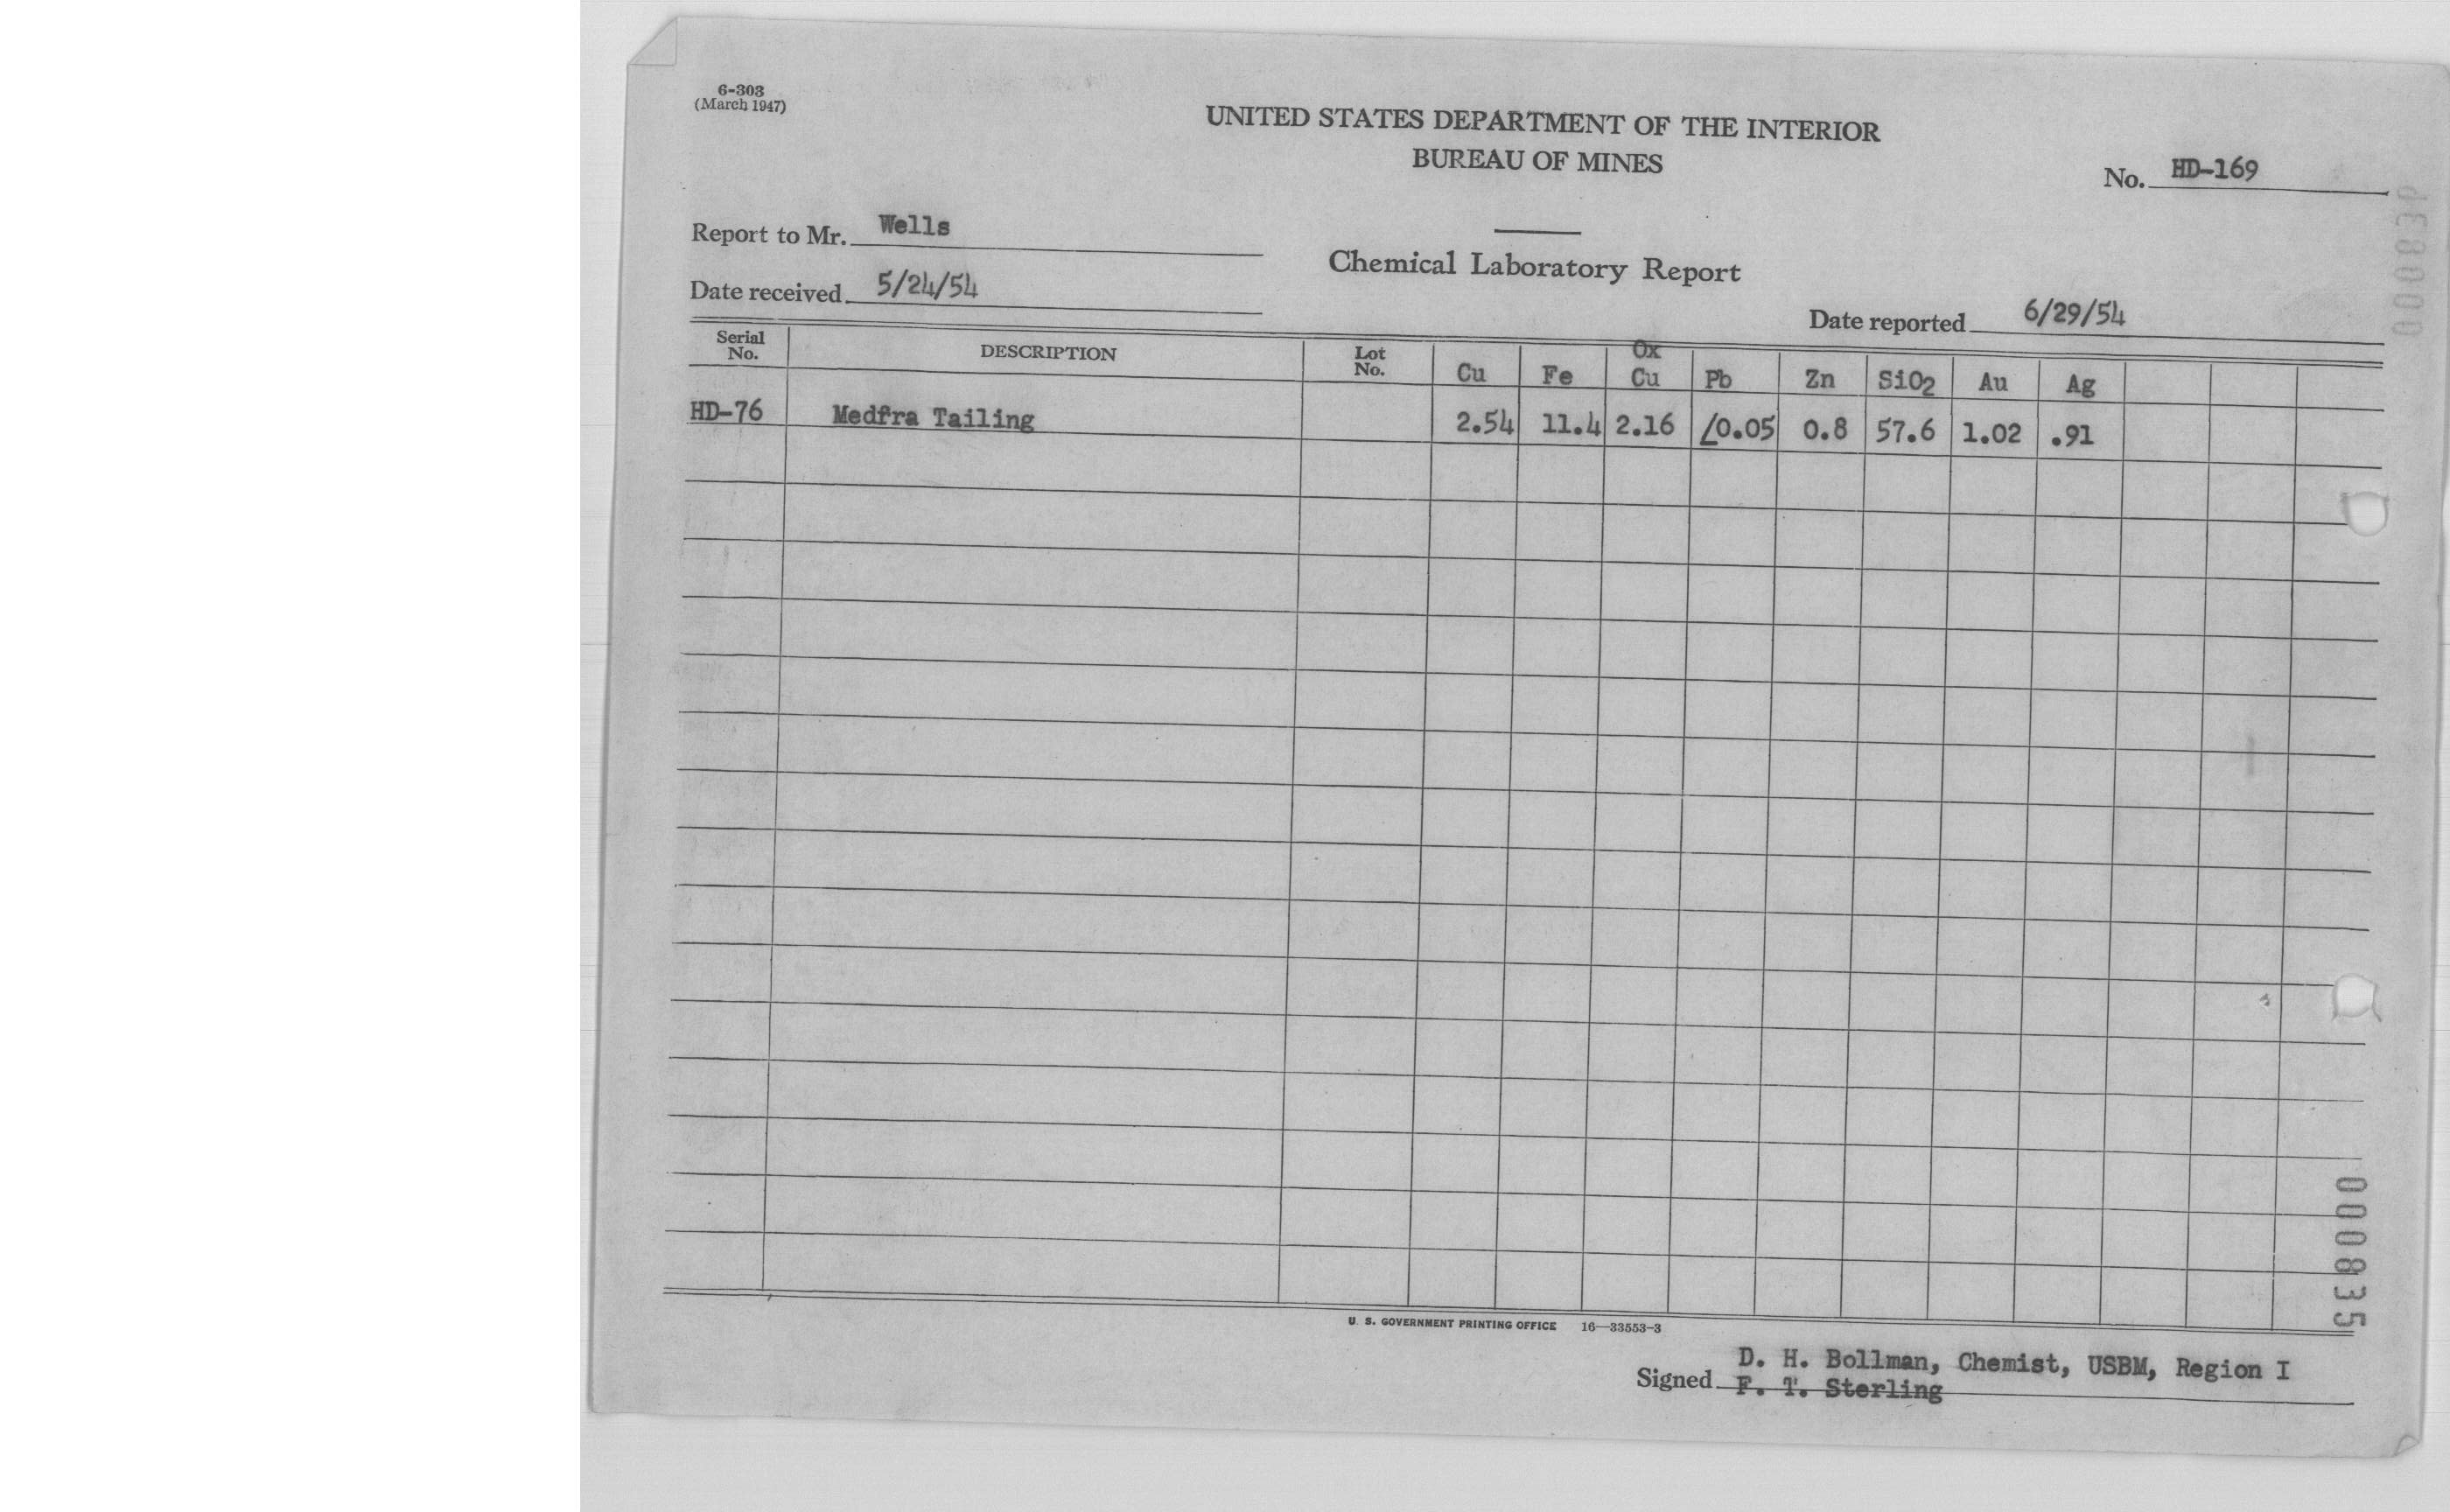 6-303
(March 1947)
UNITED STATES DEPARTMENT OF THE INTERIOR
BUREAU OF MINES
No. HD-169
Report to Mr. Wells
Chemical Laboratory Report
Date received 5/24/54
Date reported 6/29/54
Serial No. DESCRIPTION Lot No. Cu Fe Ox Cu Pb Zn SiO2 Au Ag
HD-76 Medfra Tailing 2.54 11.4 2.16 <0.05 0.8 57.6 1.02 .91
000835
U. S. GOVERNMENT PRINTING OFFICE 16—33553-3
D. H. Bollman, Chemist, USBM, Region I
Signed F. T. Sterling